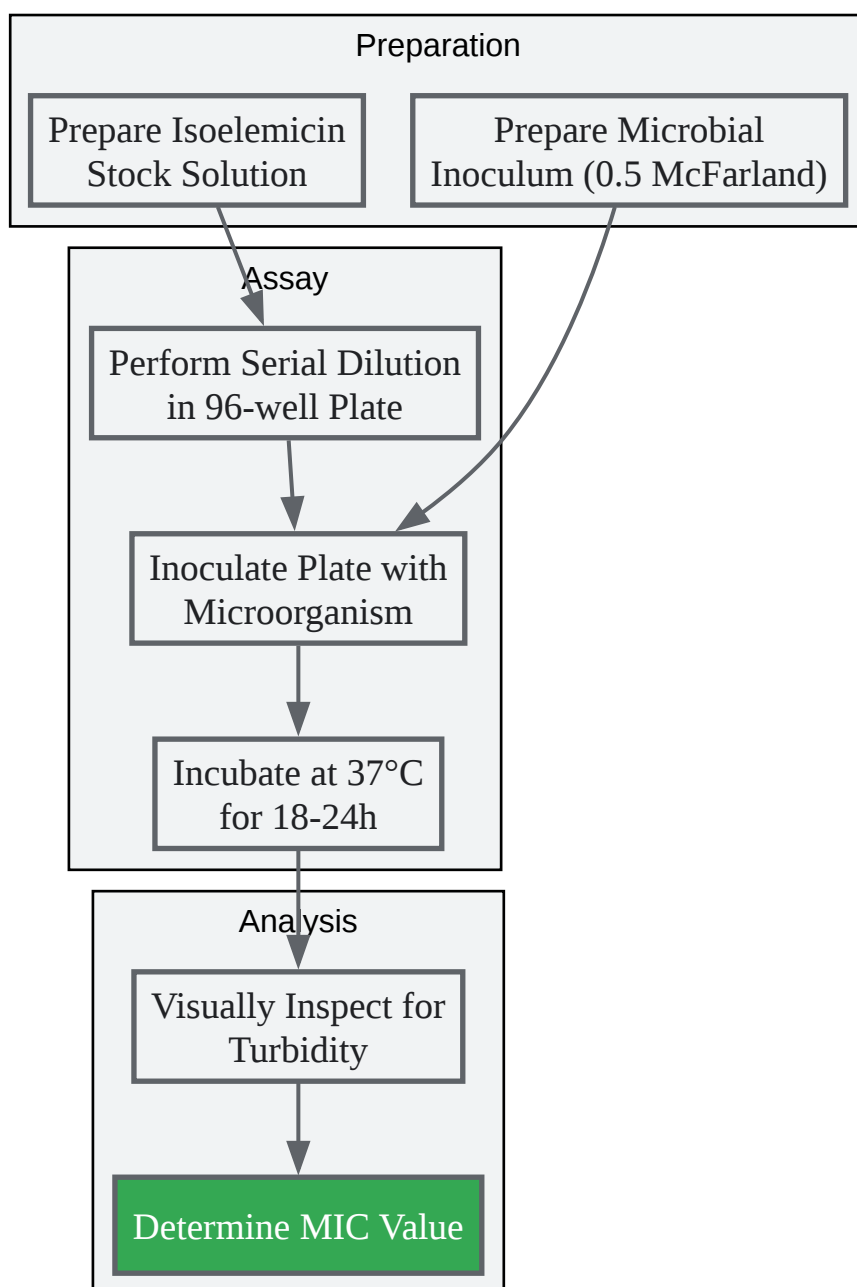 Preparation
Prepare Isoelemicin
Stock Solution
Prepare Microbial
Inoculum (0.5 McFarland)
Assay
Perform Serial Dilution
in 96-well Plate
Inoculate Plate with
Microorganism
Incubate at 37°C
for 18-24h
Analysis
Visually Inspect for
Turbidity
Determine MIC Value